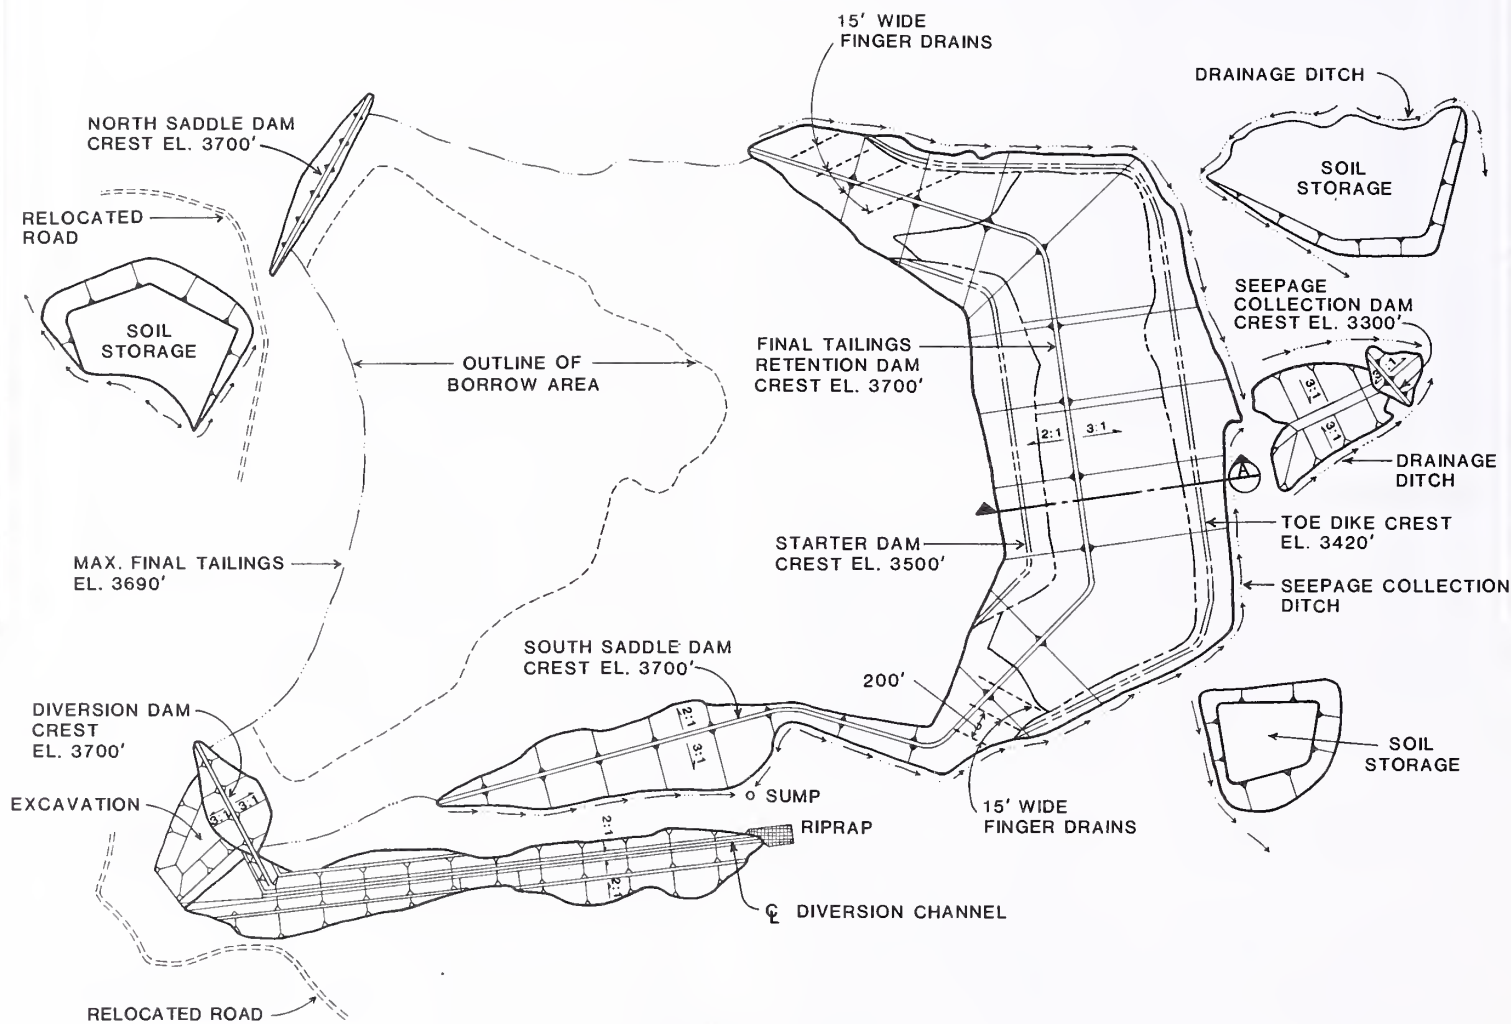 15' WIDE
FINGER DRAINS
DRAINAGE DITCH
NORTH SADDLE DAM
CREST EL. 3700'
SOIL
STORAGE
RELOCATED
ROAD
SEEPAGE
COLLECTION DAM
CREST EL. 3300'
SOIL
STORAGE
OUTLINE OF
BORROW AREA
FINAL TAILINGS
RETENTION DAM
CREST EL. 3700'
3:1
3:1
3:1
2:1
3:1
A
DRAINAGE
DITCH
TOE DIKE CREST
EL. 3420'
STARTER DAM
CREST EL. 3500'
MAX. FINAL TAILINGS
EL. 3690'
SEEPAGE COLLECTION
DITCH
SOUTH SADDLE DAM
CREST EL. 3700'
200'
DIVERSION DAM
CREST
EL. 3700'
2:1
3:1
SOIL
STORAGE
EXCAVATION
3:1
3:1
SUMP
15' WIDE
FINGER DRAINS
RIPRAP
2:1
2:1
℄ DIVERSION CHANNEL
RELOCATED ROAD